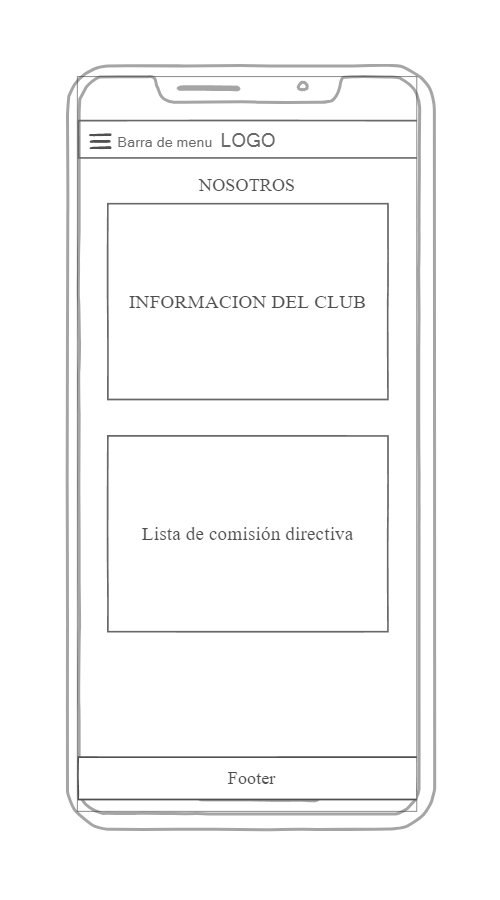 Barra de menu LOGO
NOSOTROS
INFORMACION DEL CLUB
Lista de comisión directiva
Footer